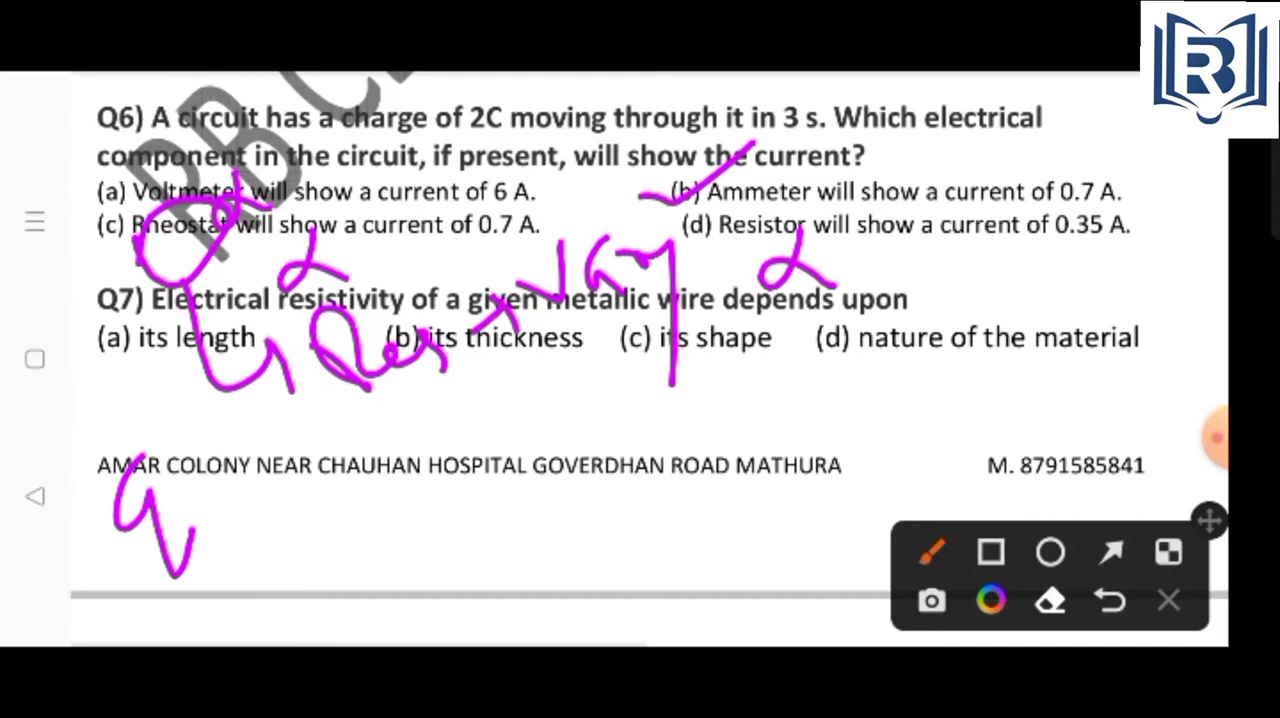 RB
Q6) A circuit has a charge of 2C moving through it in 3 s. Which electrical
component in the circuit, if present, will show the current?
(a) Voltmeter will show a current of 6 A.
(b) Ammeter will show a current of 0.7 A.
(c) Rheostat will show a current of 0.7 A.
(d) Resistor will show a current of 0.35 A.
Q7) Electrical resistivity of a given metallic wire depends upon
(a) its length (b) its thickness (c) its shape (d) nature of the material
AMAR COLONY NEAR CHAUHAN HOSPITAL GOVERDHAN ROAD MATHURA M. 8791585841